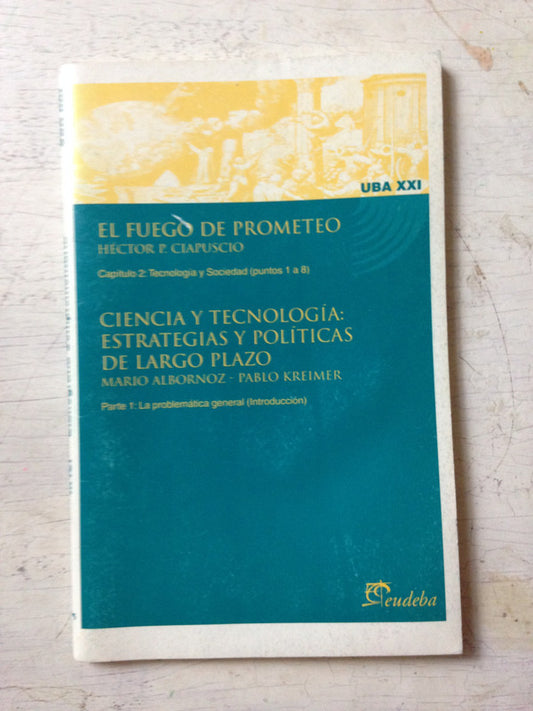 UBA XXI
EL FUEGO DE PROMETEO
HÉCTOR P. CIAPUSCIO
Capítulo 2: Tecnología y Sociedad (puntos 1 a 8)
CIENCIA Y TECNOLOGÍA:
ESTRATEGIAS Y POLÍTICAS
DE LARGO PLAZO
MARIO ALBORNOZ - PABLO KREIMER
Parte 1: La problemática general (Introducción)
eudeba